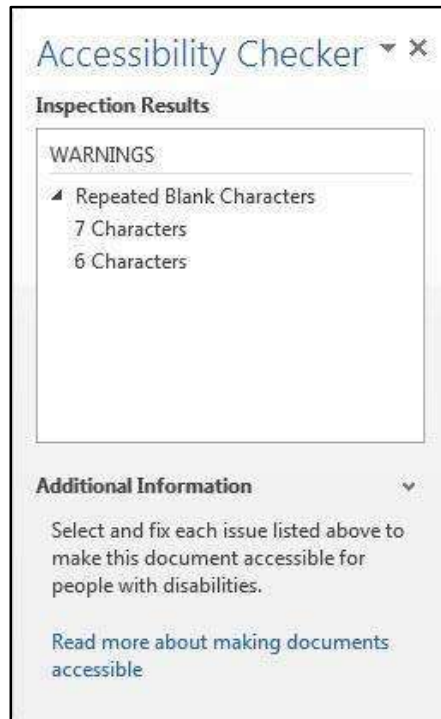 Accessibility Checker
Inspection Results
WARNINGS
Repeated Blank Characters
7 Characters
6 Characters
Additional Information
Select and fix each issue listed above to
make this document accessible for
people with disabilities.
Read more about making documents
accessible